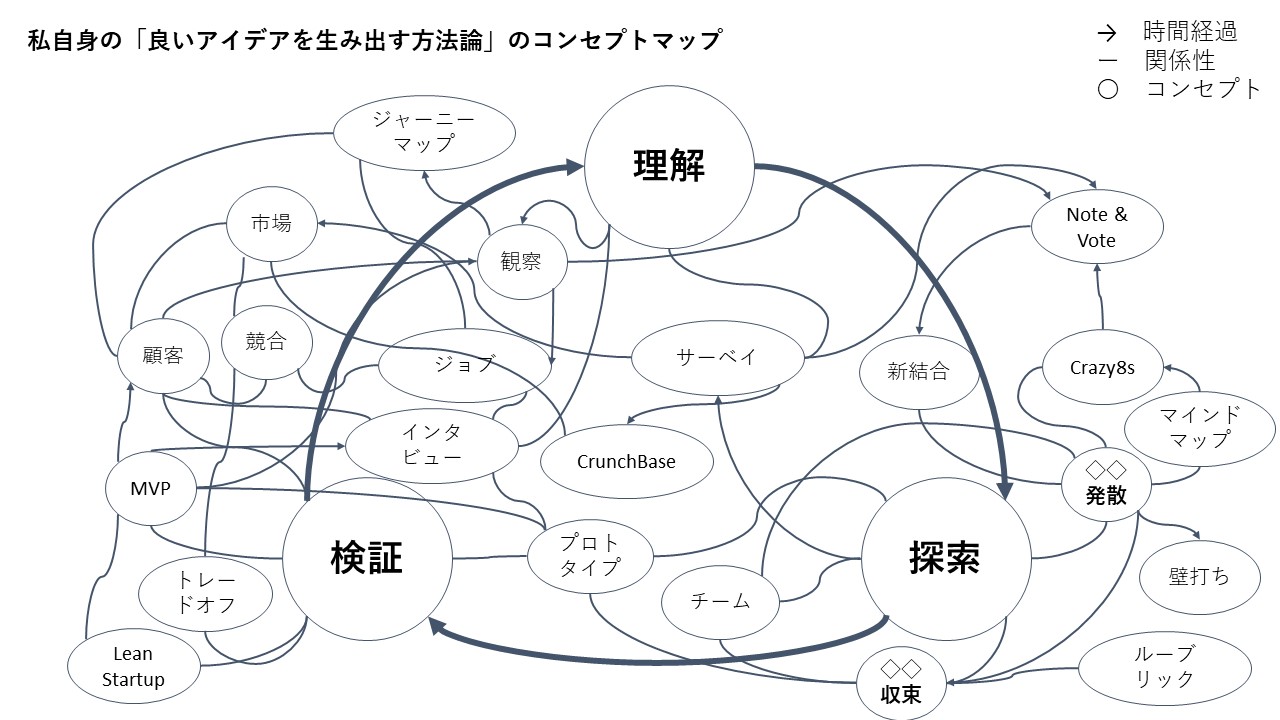 私自身の「良いアイデアを生み出す方法論」のコンセプトマップ
→ 時間経過
ー 関係性
○ コンセプト
ジャーニー
マップ
理解
市場
観察
Note &
Vote
顧客
競合
ジョブ
サーベイ
新結合
Crazy8s
インタ
ビュー
CrunchBase
マインド
マップ
MVP
◇◇
発散
検証
プロト
タイプ
探索
トレー
ドオフ
チーム
壁打ち
Lean
Startup
◇◇
収束
ルーブ
リック